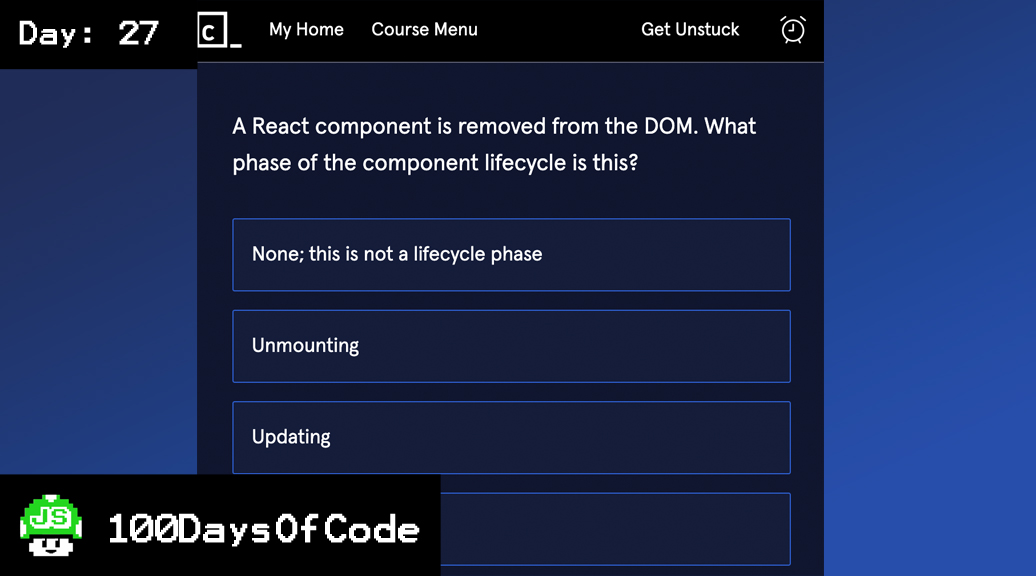 Day: 27
C_ My Home Course Menu Get Unstuck
A React component is removed from the DOM. What
phase of the component lifecycle is this?
None; this is not a lifecycle phase
Unmounting
Updating
JS
100DaysOfCode